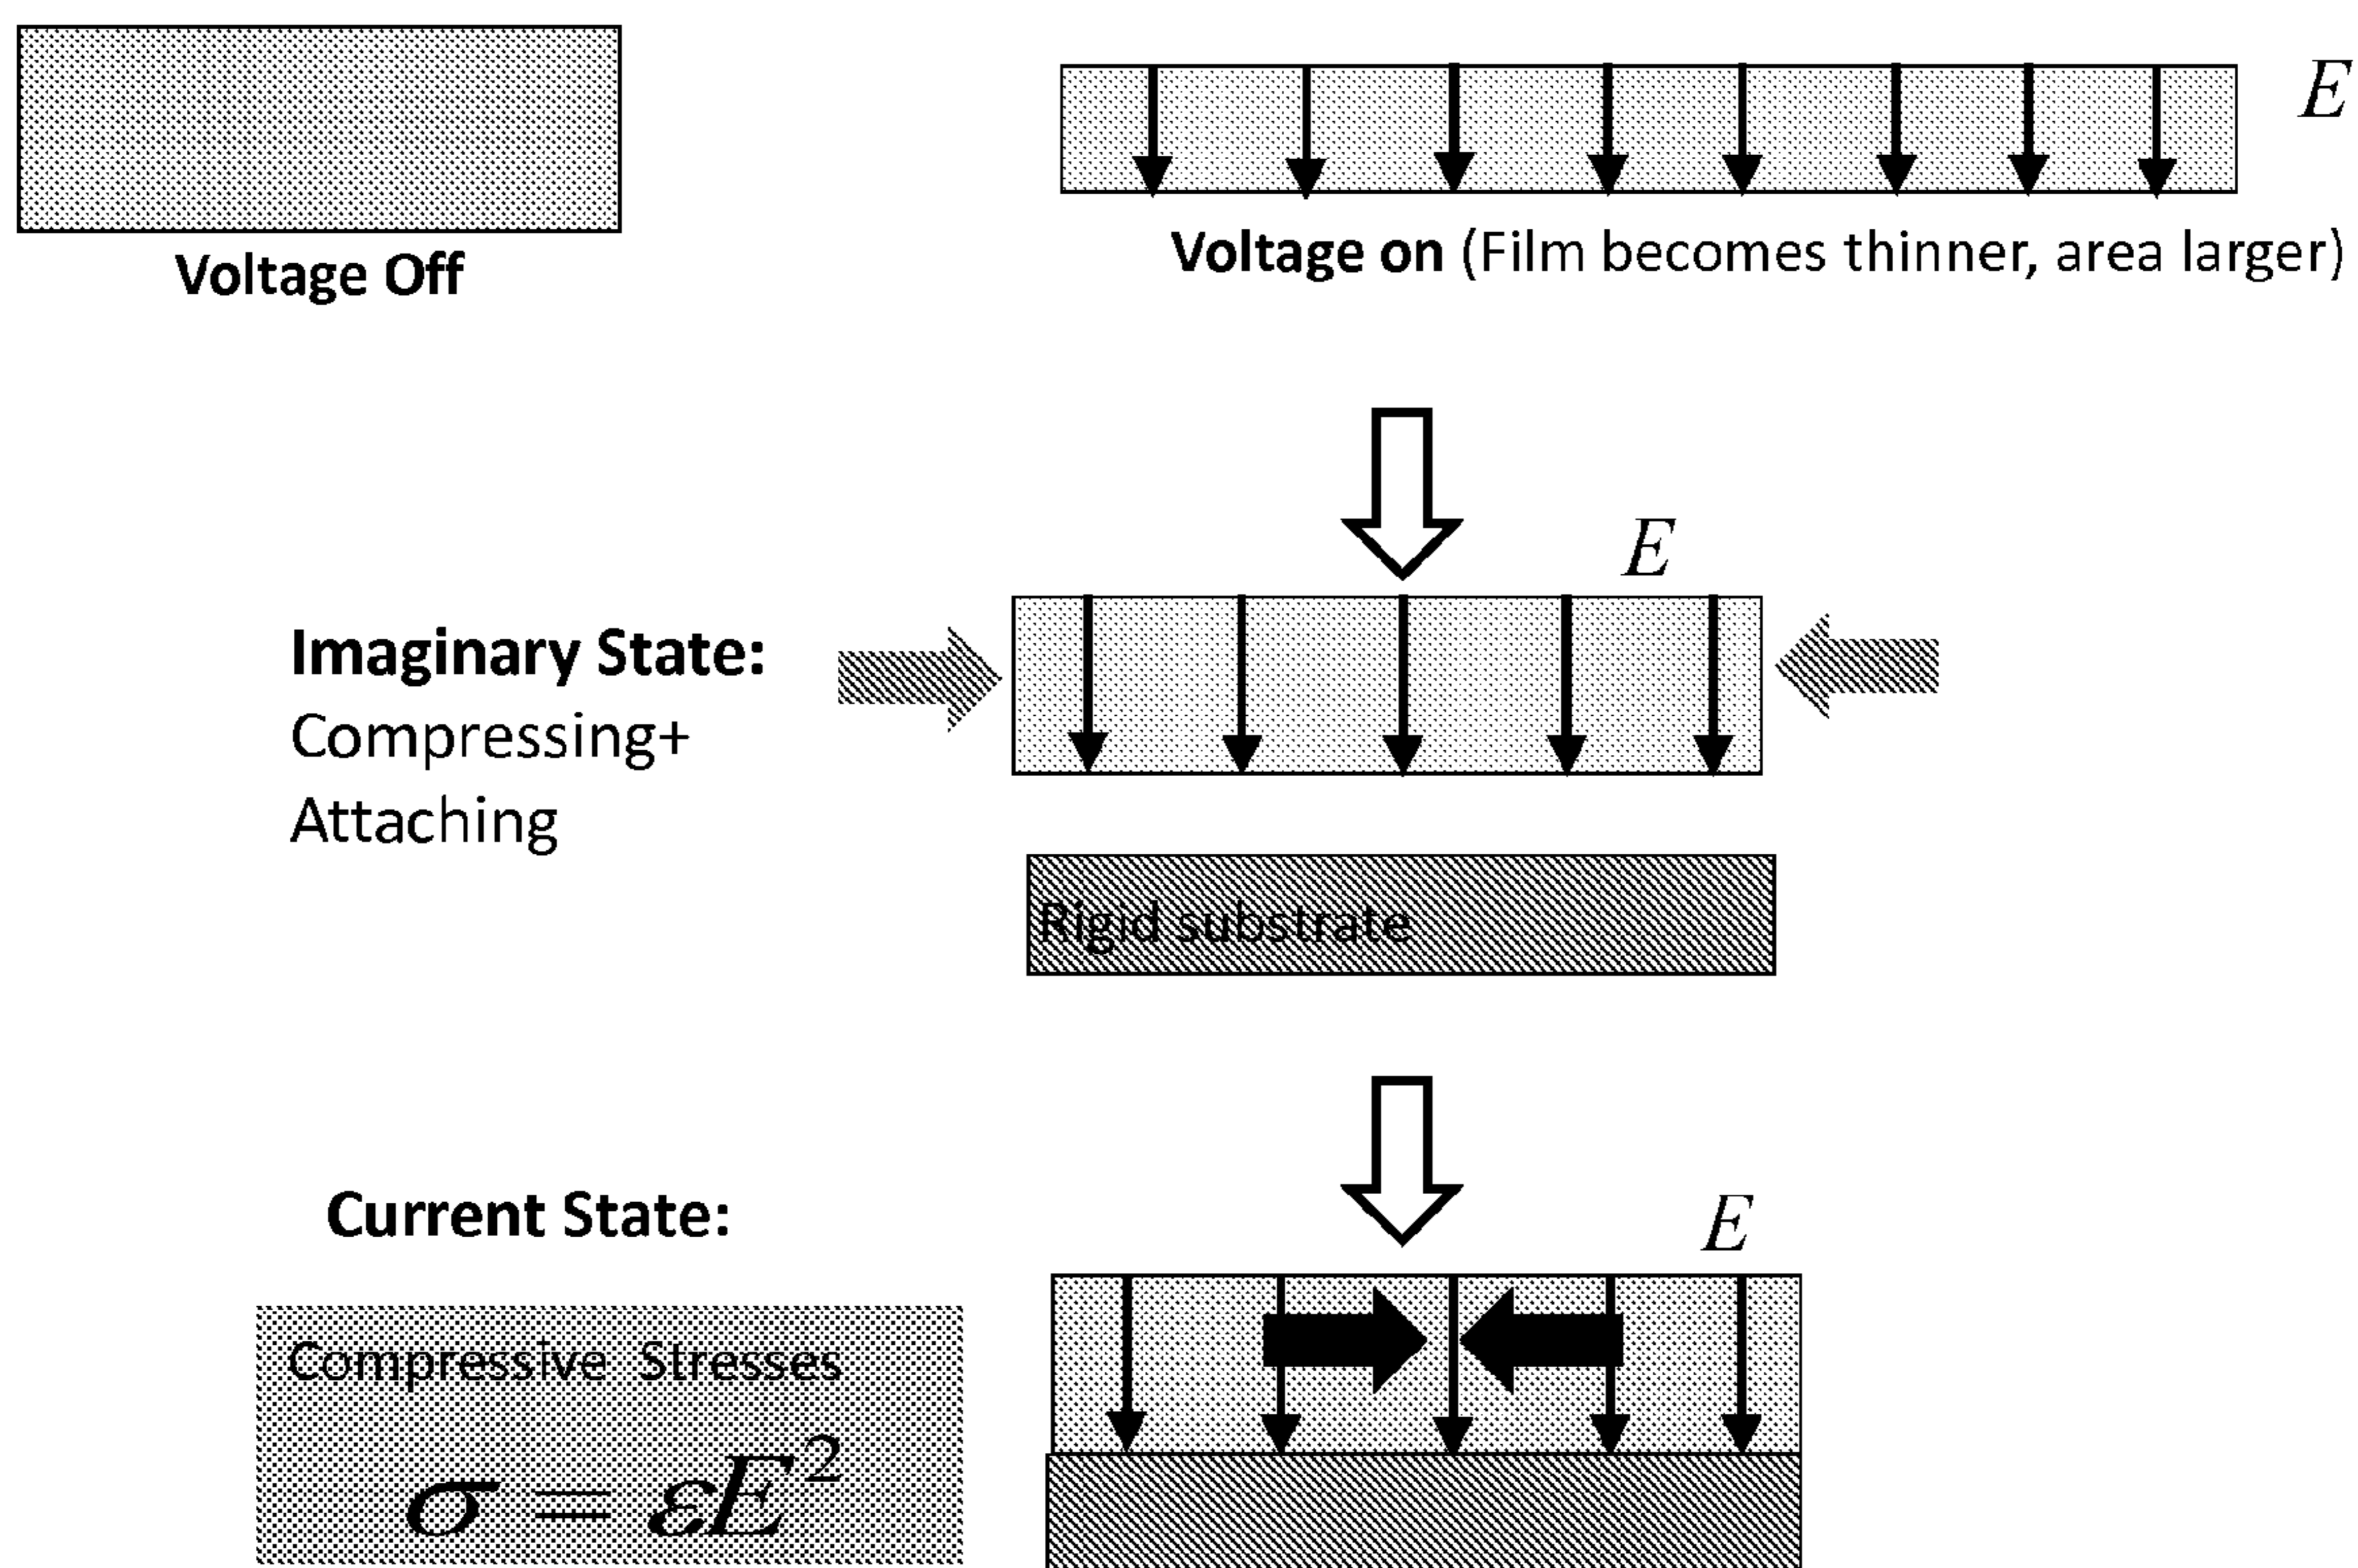 E
Voltage Off
Voltage on (Film becomes thinner, area larger)
E
Imaginary State:
Compressing+
Attaching
Rigid substrate
Current State:
E
Compressive Stresses
σ = εE²